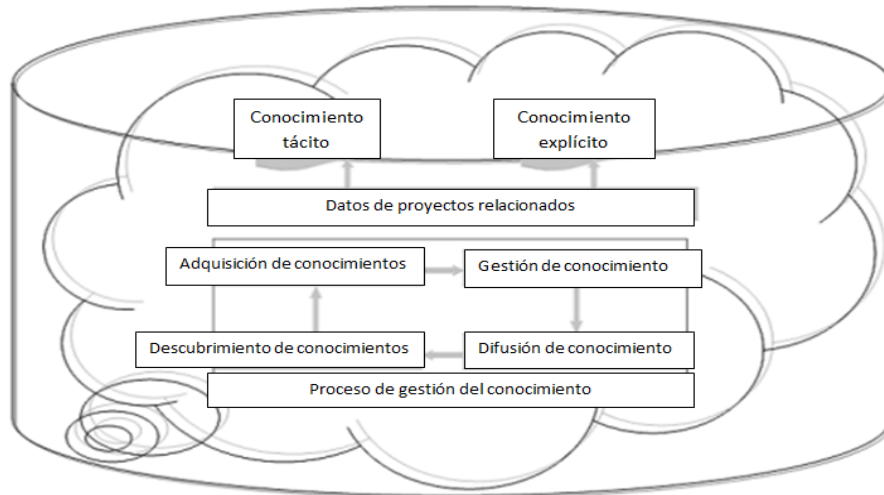 Conocimiento
tácito
Conocimiento
explícito
Datos de proyectos relacionados
Adquisición de conocimientos
Gestión de conocimiento
Descubrimiento de conocimientos
Difusión de conocimiento
Proceso de gestión del conocimiento